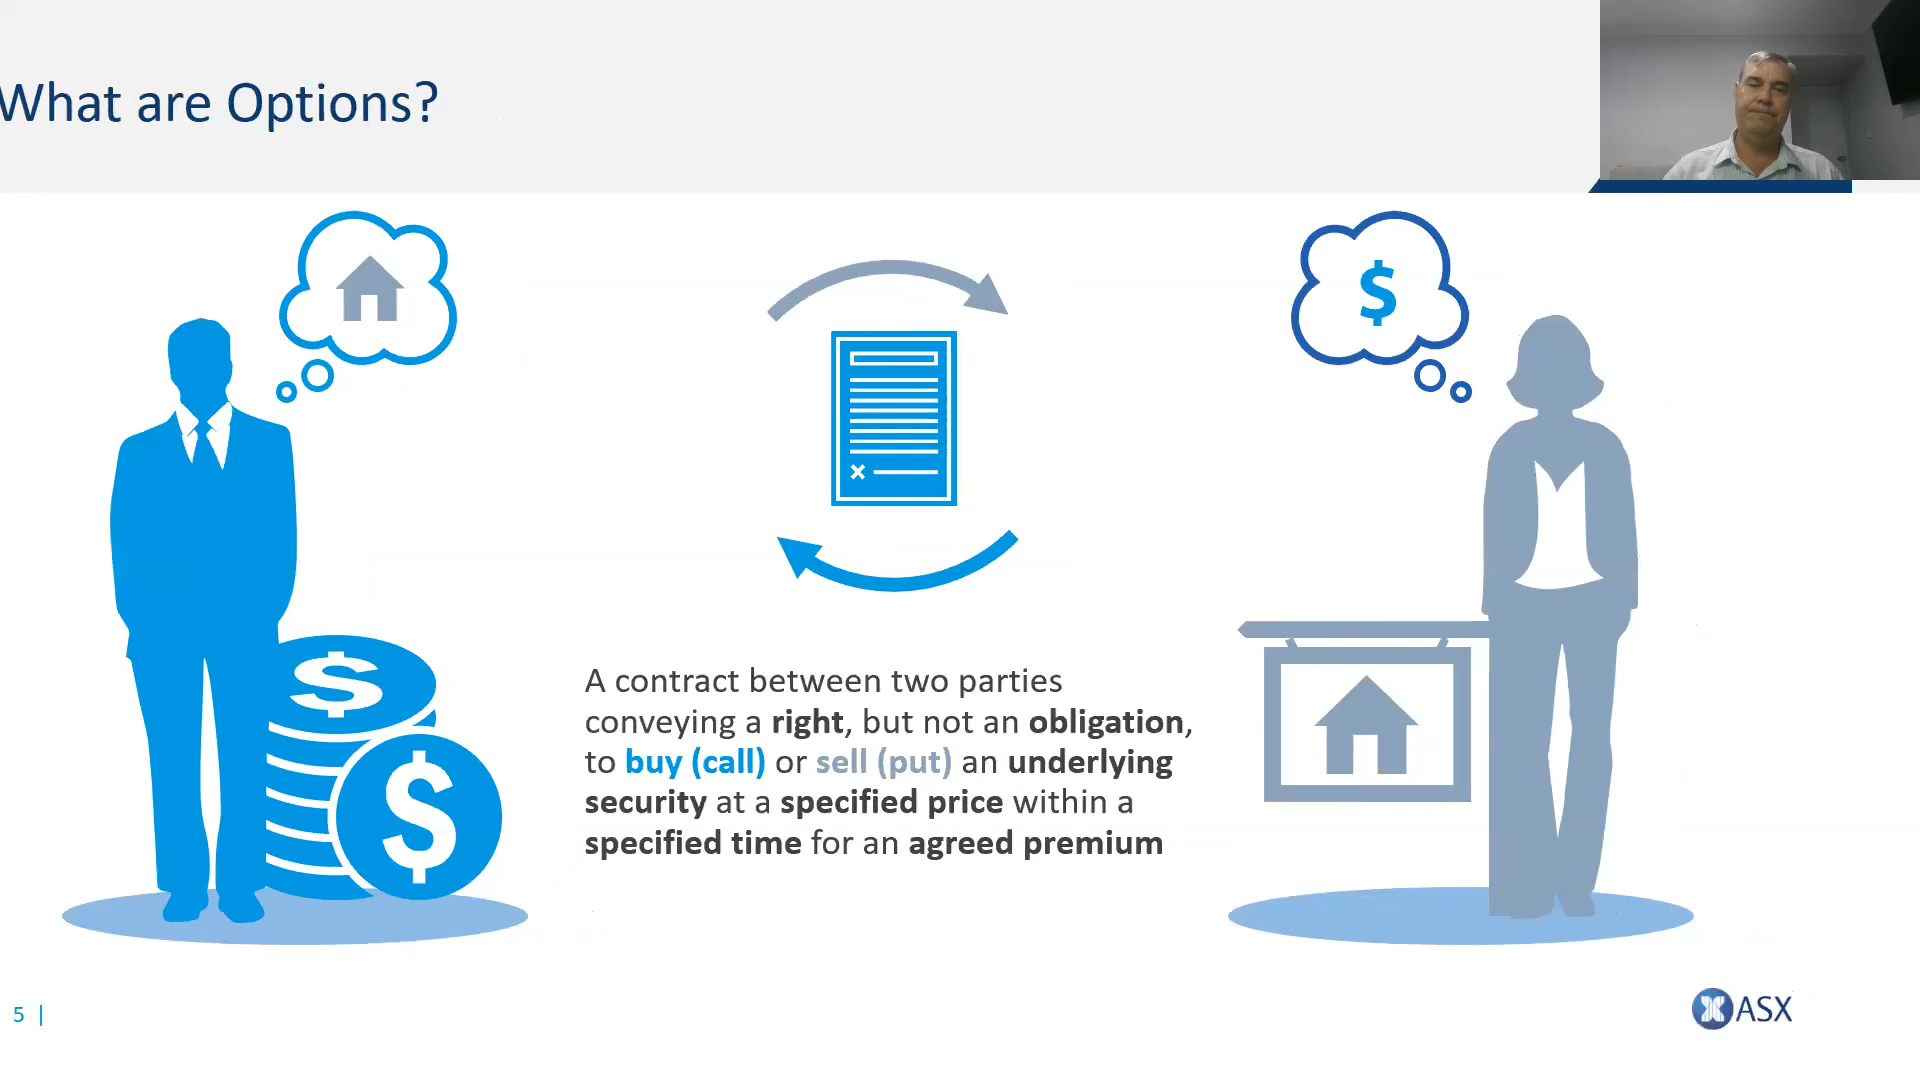 What are Options?
$
$
$
A contract between two parties
conveying a right, but not an obligation,
to buy (call) or sell (put) an underlying
security at a specified price within a
specified time for an agreed premium
5 |
ASX